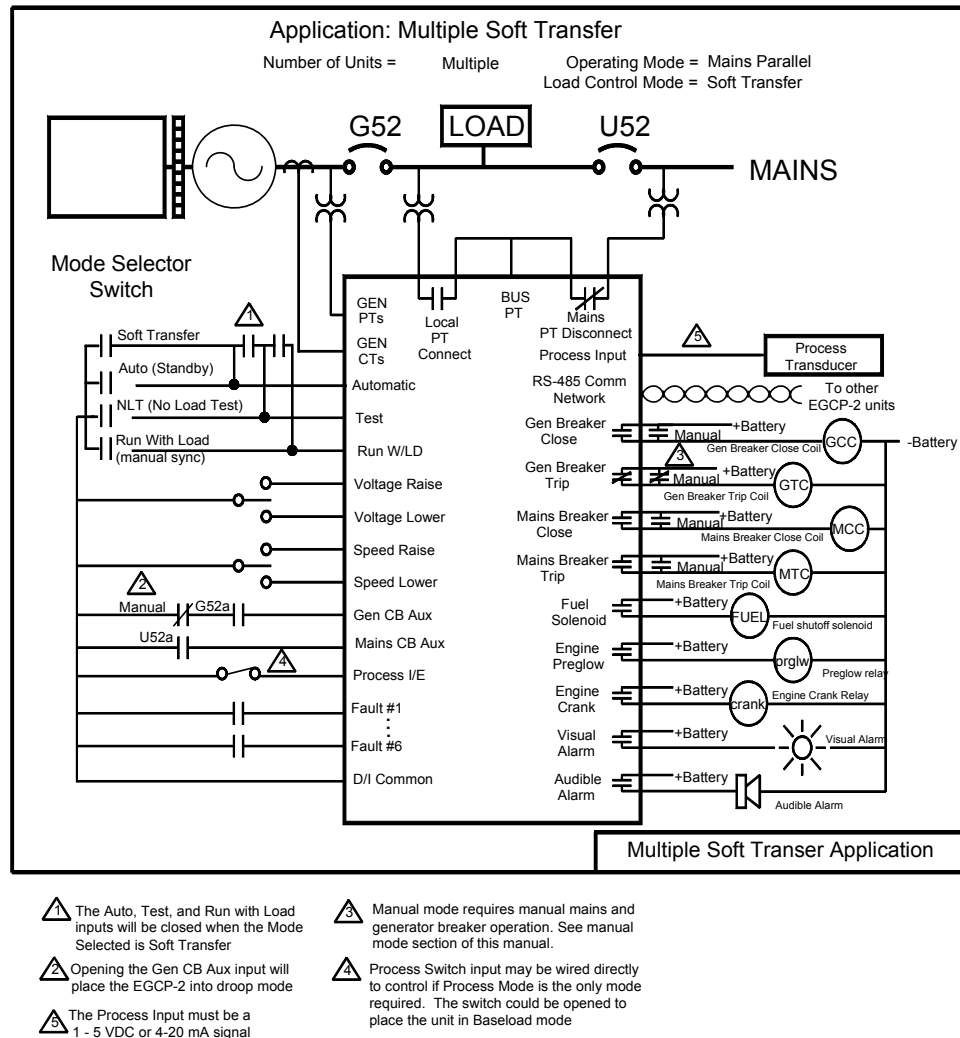 Application: Multiple Soft Transfer
Number of Units = Multiple Operating Mode = Mains Parallel
Load Control Mode = Soft Transfer
G52
LOAD
U52
MAINS
Mode Selector
Switch
GEN
PTs
Local
PT
Connect
BUS
PT
Mains
PT Disconnect
1
Soft Transfer
GEN
CTs
Process Input
5
Process
Transducer
Auto (Standby)
Automatic
RS-485 Comm
Network
To other
EGCP-2 units
NLT (No Load Test)
Test
Gen Breaker
Close
+Battery
Manual
Gen Breaker Close Coil
GCC
-Battery
Run With Load
(manual sync)
Run W/LD
3
Gen Breaker
Trip
+Battery
Manual
Gen Breaker Trip Coil
GTC
Voltage Raise
Voltage Lower
Mains Breaker
Close
+Battery
Manual
Mains Breaker Close Coil
MCC
Speed Raise
Speed Lower
Mains Breaker
Trip
+Battery
Manual
Mains Breaker Trip Coil
MTC
2
Manual
G52a
Gen CB Aux
Fuel
Solenoid
+Battery
FUEL
Fuel shutoff solenoid
U52a
Mains CB Aux
Engine
Preglow
+Battery
prglw
Preglow relay
4
Process I/E
Engine
Crank
+Battery
crank
Engine Crank Relay
Fault #1
Fault #6
Visual
Alarm
+Battery
Visual Alarm
D/I Common
Audible
Alarm
+Battery
Audible Alarm
Multiple Soft Transer Application
1 The Auto, Test, and Run with Load
inputs will be closed when the Mode
Selected is Soft Transfer
2 Opening the Gen CB Aux input will
place the EGCP-2 into droop mode
5 The Process Input must be a
1 - 5 VDC or 4-20 mA signal
3 Manual mode requires manual mains and
generator breaker operation. See manual
mode section of this manual.
4 Process Switch input may be wired directly
to control if Process Mode is the only mode
required. The switch could be opened to
place the unit in Baseload mode